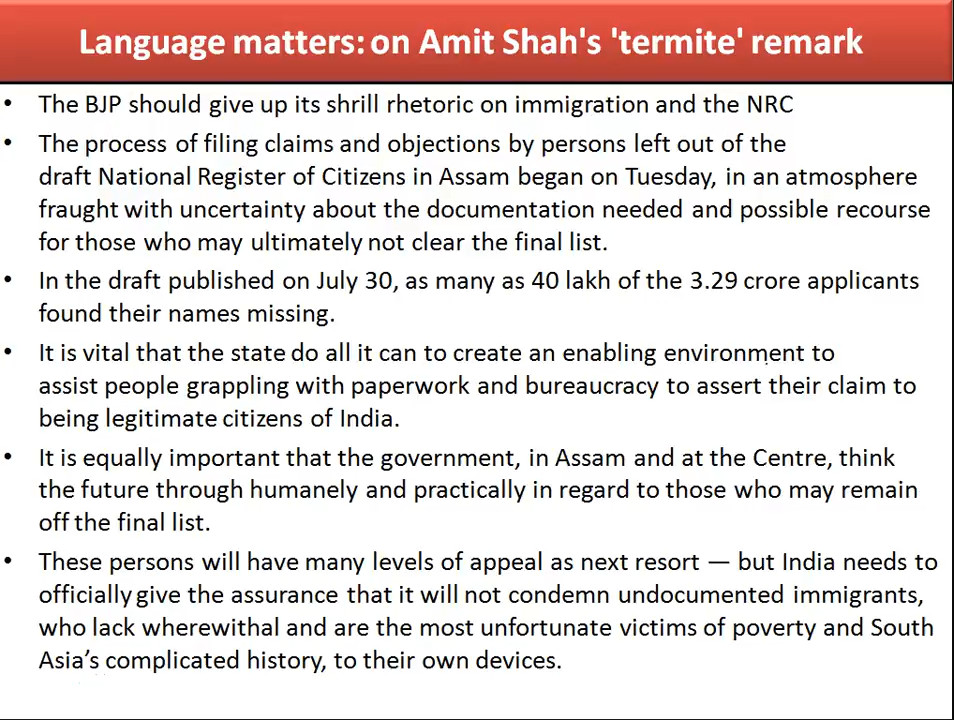 Language matters: on Amit Shah's 'termite' remark
• The BJP should give up its shrill rhetoric on immigration and the NRC
• The process of filing claims and objections by persons left out of the
draft National Register of Citizens in Assam began on Tuesday, in an atmosphere
fraught with uncertainty about the documentation needed and possible recourse
for those who may ultimately not clear the final list.
• In the draft published on July 30, as many as 40 lakh of the 3.29 crore applicants
found their names missing.
• It is vital that the state do all it can to create an enabling environment to
assist people grappling with paperwork and bureaucracy to assert their claim to
being legitimate citizens of India.
• It is equally important that the government, in Assam and at the Centre, think
the future through humanely and practically in regard to those who may remain
off the final list.
• These persons will have many levels of appeal as next resort — but India needs to
officially give the assurance that it will not condemn undocumented immigrants,
who lack wherewithal and are the most unfortunate victims of poverty and South
Asia’s complicated history, to their own devices.